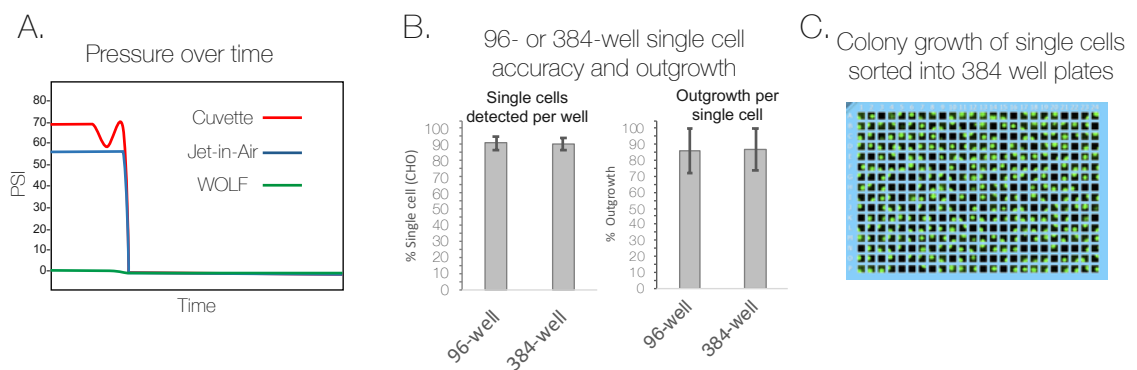 A.
Pressure over time
80
70
60
50
40
30
20
10
0
PSI
Cuvette
Jet-in-Air
WOLF
Time
B.
96- or 384-well single cell
accuracy and outgrowth
Single cells
detected per well
100
90
80
70
60
50
40
30
20
10
0
% Single cell (CHO)
96-well
384-well
Outgrowth per
single cell
100
90
80
70
60
50
40
30
20
10
0
% Outgrowth
96-well
384-well
C.
Colony growth of single cells
sorted into 384 well plates